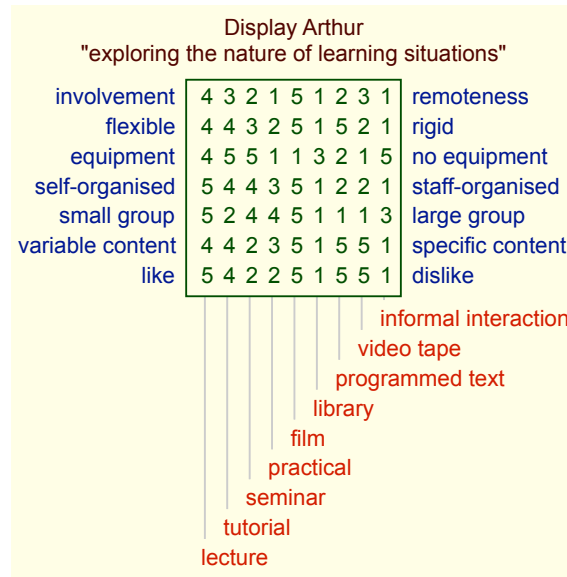 Display Arthur
"exploring the nature of learning situations"
involvement 4 3 2 1 5 1 2 3 1 remoteness
flexible 4 4 3 2 5 1 5 2 1 rigid
equipment 4 5 5 1 1 3 2 1 5 no equipment
self-organised 5 4 4 3 5 1 2 2 1 staff-organised
small group 5 2 4 4 5 1 1 1 3 large group
variable content 4 4 2 3 5 1 5 5 1 specific content
like 5 4 2 2 5 1 5 5 1 dislike
informal interaction
video tape
programmed text
library
film
practical
seminar
tutorial
lecture